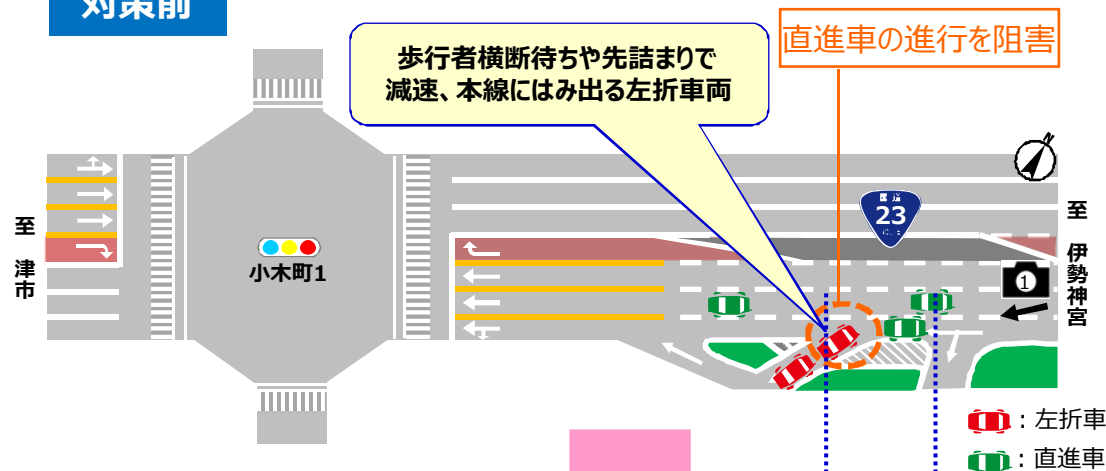 対策前
直進車の進行を阻害
歩行者横断待ちや先詰まりで
減速、本線にはみ出る左折車両
N
国道
23
至 津市
小木町1
至 伊勢神宮
1
：左折車
：直進車